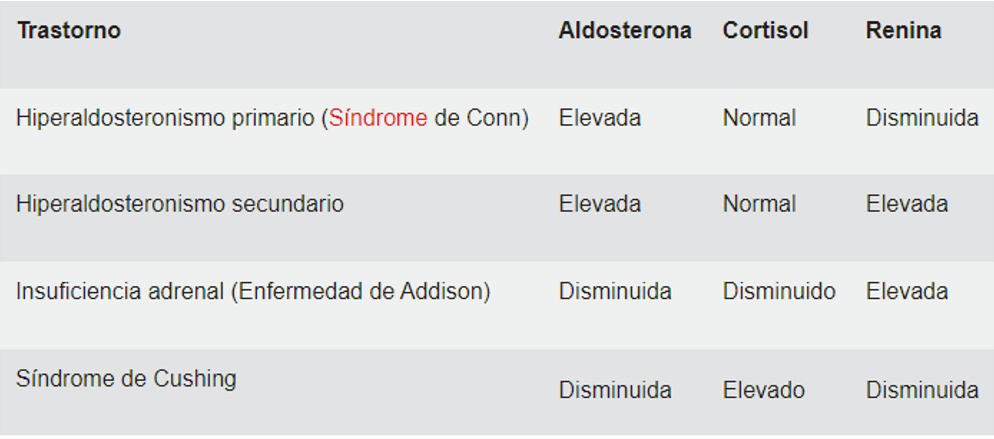 Trastorno Aldosterona Cortisol Renina
Hiperaldosteronismo primario (Síndrome de Conn) Elevada Normal Disminuida
Hiperaldosteronismo secundario Elevada Normal Elevada
Insuficiencia adrenal (Enfermedad de Addison) Disminuida Disminuido Elevada
Síndrome de Cushing Disminuida Elevado Disminuida